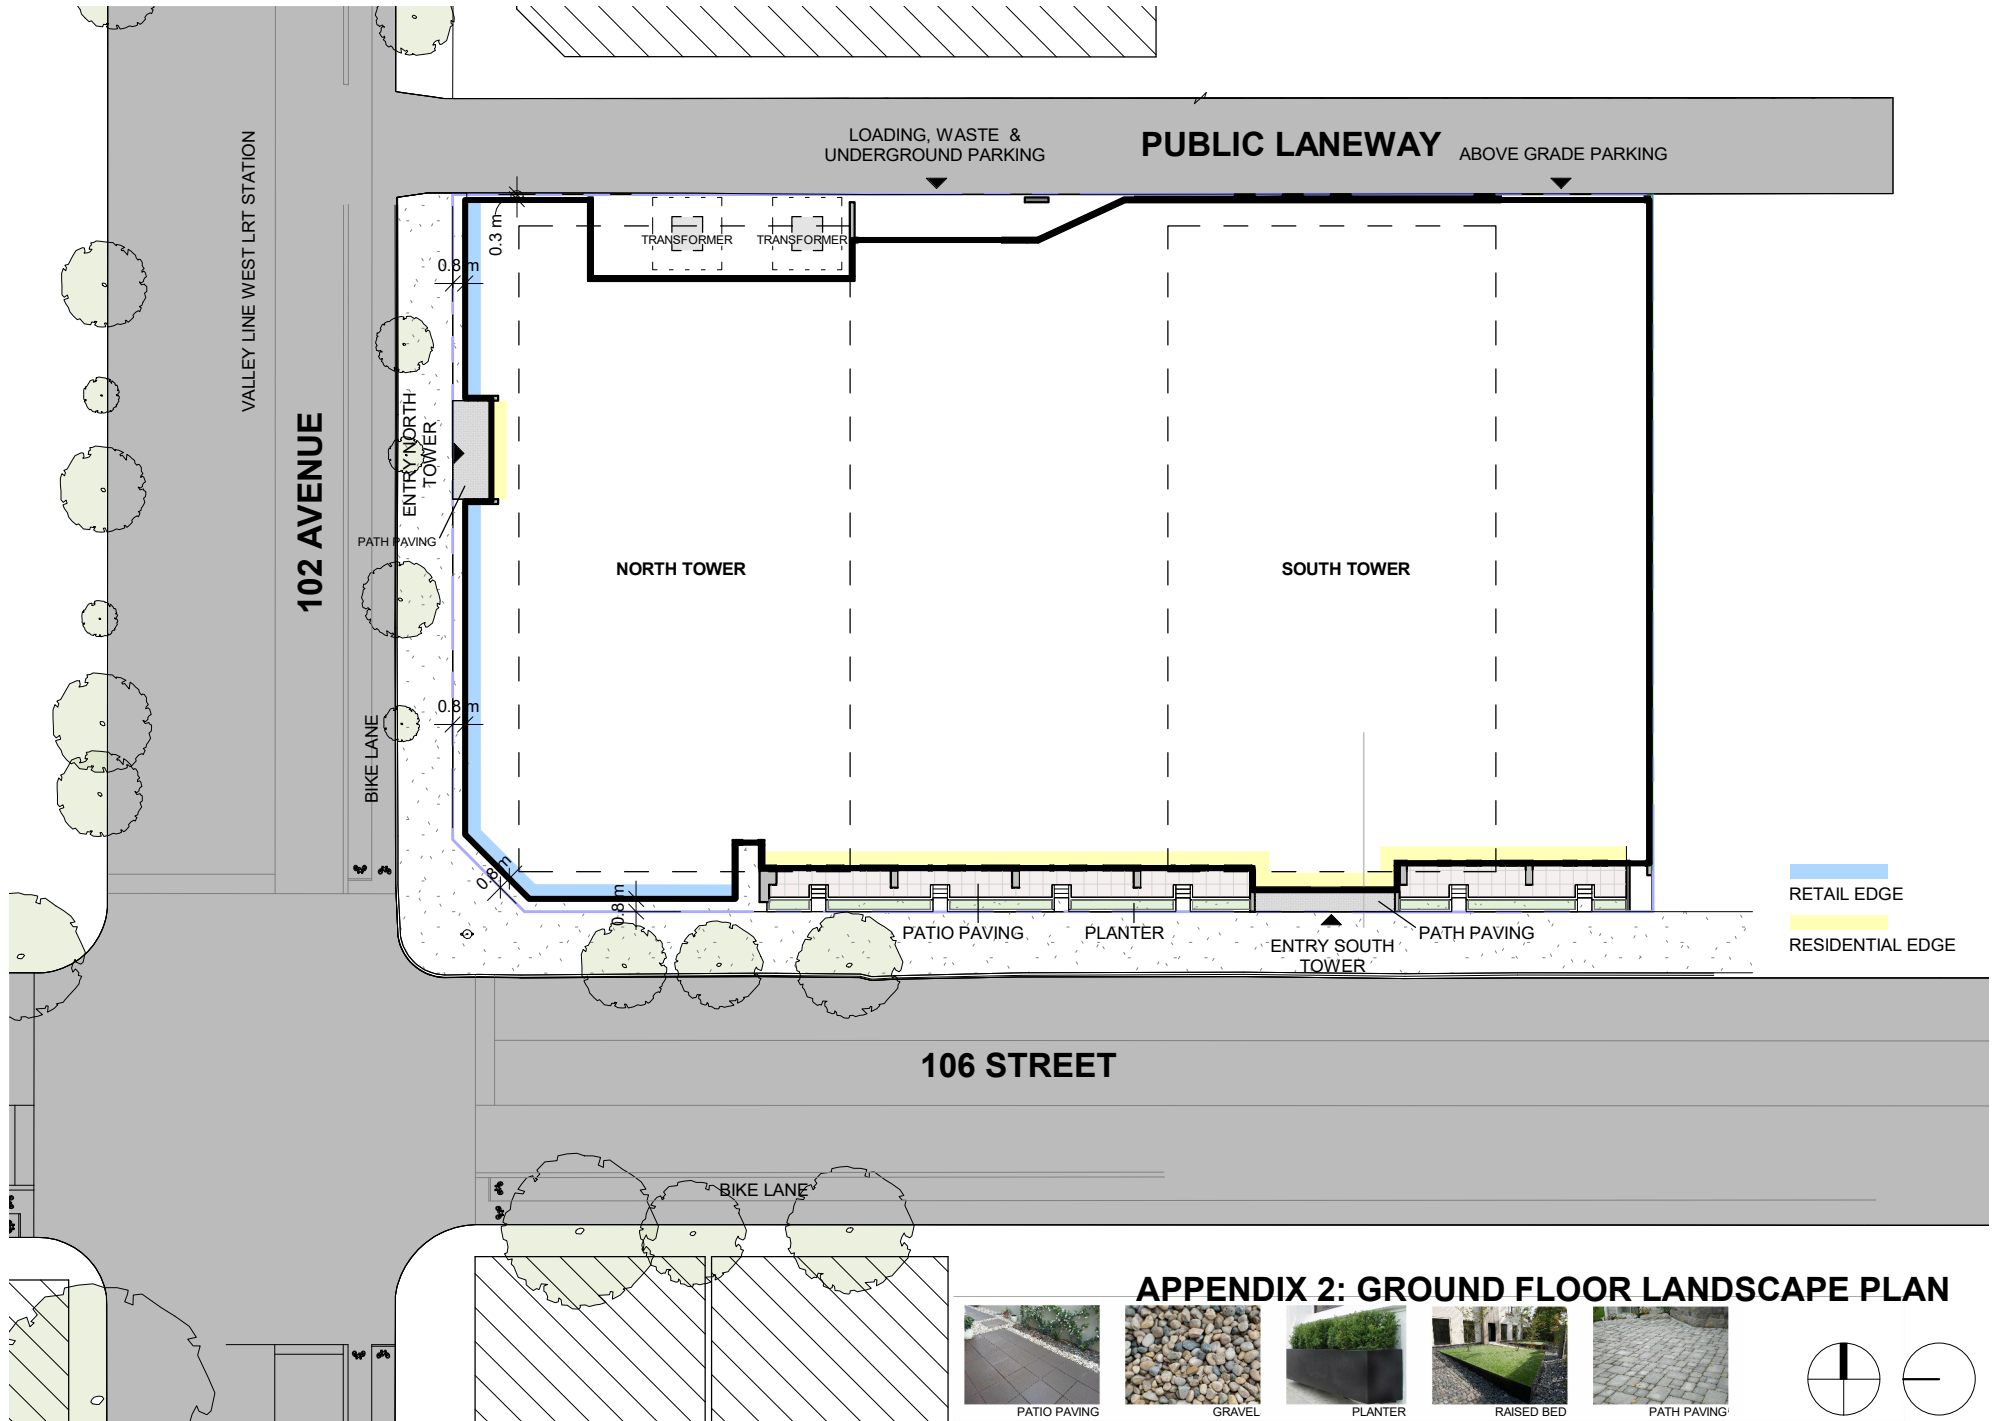 LOADING, WASTE &
UNDERGROUND PARKING
PUBLIC LANEWAY
ABOVE GRADE PARKING
VALLEY LINE WEST LRT STATION
0.3 m
TRANSFORMER
TRANSFORMER
0.8 m
102 AVENUE
ENTRY NORTH
TOWER
PATH PAVING
NORTH TOWER
SOUTH TOWER
0.8 m
BIKE LANE
0.8 m
0.8 m
RETAIL EDGE
RESIDENTIAL EDGE
PATIO PAVING
PLANTER
ENTRY SOUTH
TOWER
PATH PAVING
106 STREET
BIKE LANE
APPENDIX 2: GROUND FLOOR LANDSCAPE PLAN
PATIO PAVING
GRAVEL
PLANTER
RAISED BED
PATH PAVING